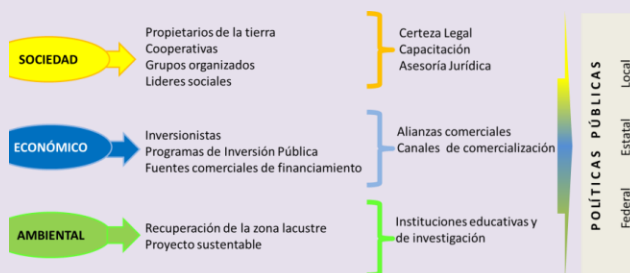 SOCIEDAD
Propietarios de la tierra
Cooperativas
Grupos organizados
Lideres sociales
Certeza Legal
Capacitación
Asesoría Jurídica
ECONÓMICO
Inversionistas
Programas de Inversión Pública
Fuentes comerciales de financiamiento
Alianzas comerciales
Canales de comercialización
AMBIENTAL
Recuperación de la zona lacustre
Proyecto sustentable
Instituciones educativas y
de investigación
POLÍTICAS PÚBLICAS
Federal Estatal Local